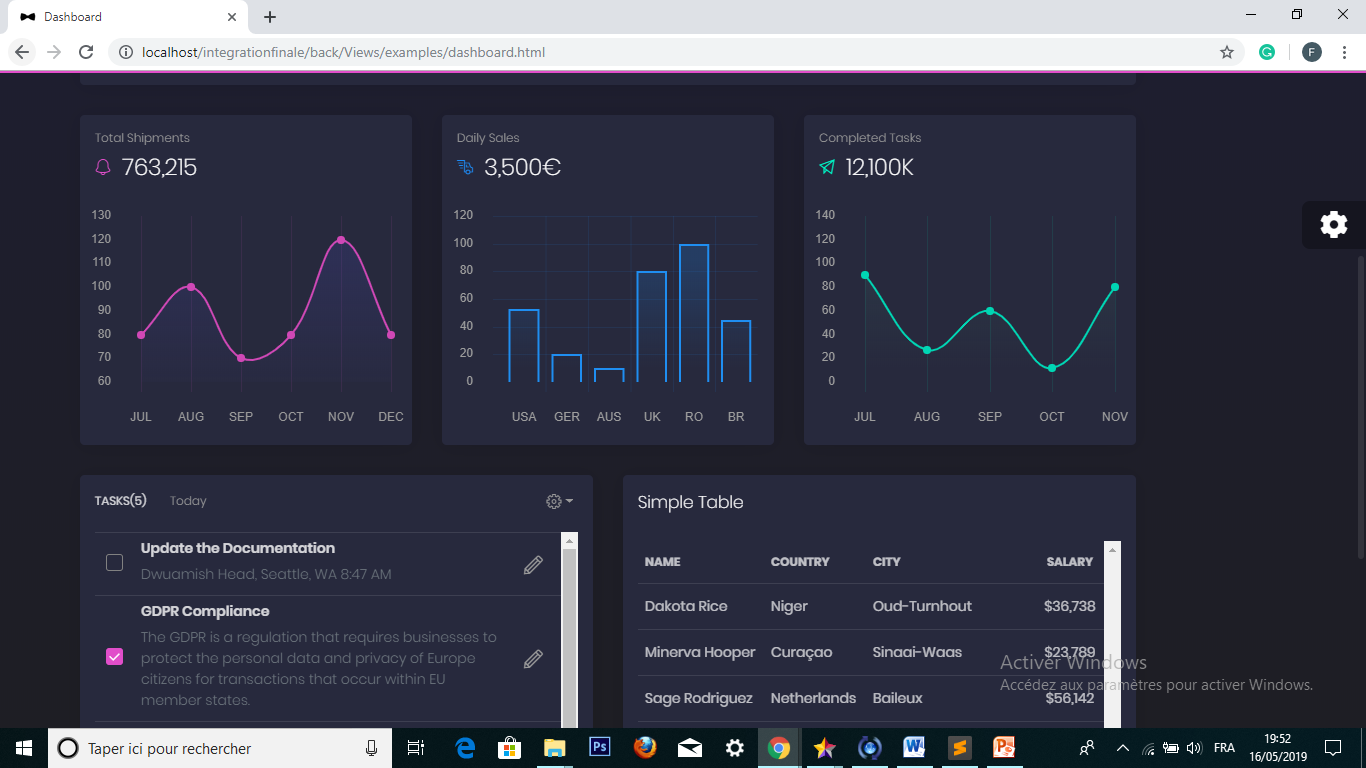 Dashboard
localhost/integrationfinale/back/Views/examples/dashboard.html
F
Total Shipments
763,215
130
120
110
100
90
80
70
60
JUL AUG SEP OCT NOV DEC
Daily Sales
3,500€
120
100
80
60
40
20
0
USA GER AUS UK RO BR
Completed Tasks
12,100K
140
120
100
80
60
40
20
0
JUL AUG SEP OCT NOV
TASKS(5) Today
Update the Documentation
Dwuamish Head, Seattle, WA 8:47 AM
GDPR Compliance
The GDPR is a regulation that requires businesses to
protect the personal data and privacy of Europe
citizens for transactions that occur within EU
member states.
Simple Table
NAME COUNTRY CITY SALARY
Dakota Rice Niger Oud-Turnhout $36,738
Minerva Hooper Curaçao Sinaai-Waas $23,789
Sage Rodriguez Netherlands Baileux $56,142
Activer Windows
Accédez aux paramètres pour activer Windows.
Taper ici pour rechercher
Ps
FRA
19:52
16/05/2019